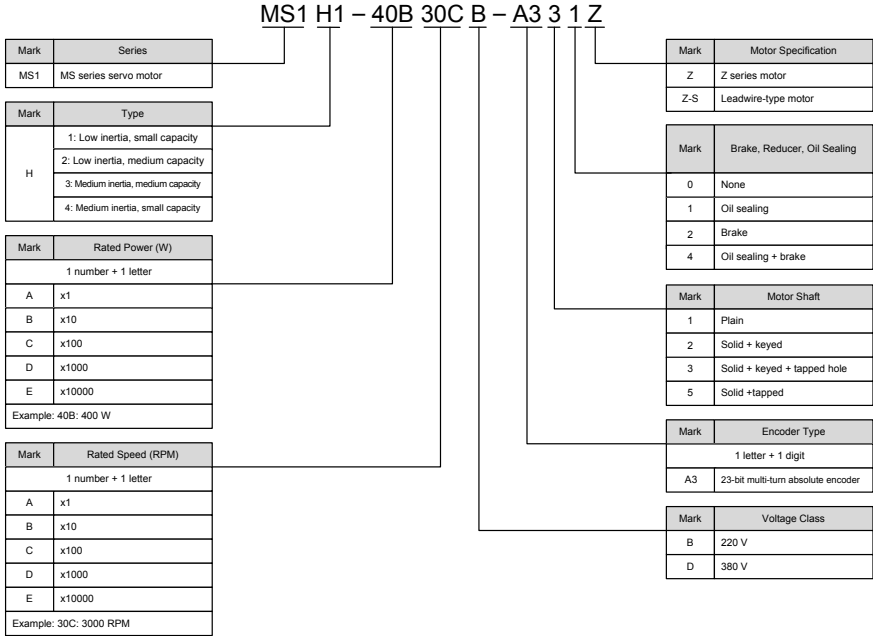 MS1 H1 – 40B 30C B – A3 3 1 Z
Mark Series
MS1 MS series servo motor
Mark Type
H
1: Low inertia, small capacity
2: Low inertia, medium capacity
3: Medium inertia, medium capacity
4: Medium inertia, small capacity
Mark Rated Power (W)
1 number + 1 letter
A x1
B x10
C x100
D x1000
E x10000
Example: 40B: 400 W
Mark Rated Speed (RPM)
1 number + 1 letter
A x1
B x10
C x100
D x1000
E x10000
Example: 30C: 3000 RPM
Mark Motor Specification
Z Z series motor
Z-S Leadwire-type motor
Mark Brake, Reducer, Oil Sealing
0 None
1 Oil sealing
2 Brake
4 Oil sealing + brake
Mark Motor Shaft
1 Plain
2 Solid + keyed
3 Solid + keyed + tapped hole
5 Solid +tapped
Mark Encoder Type
1 letter + 1 digit
A3 23-bit multi-turn absolute encoder
Mark Voltage Class
B 220 V
D 380 V